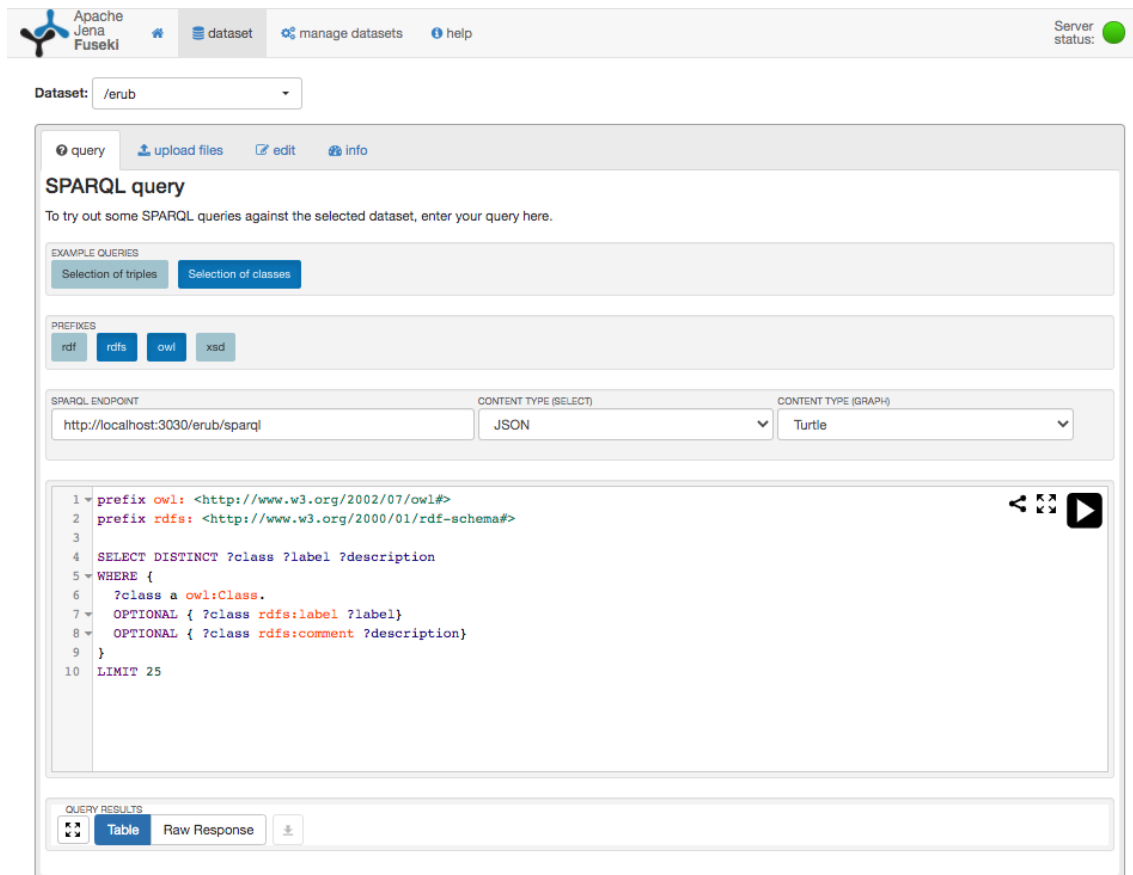 Apache
Jena
Fuseki
dataset
manage datasets
help
Server
status:
Dataset: /erub
query upload files edit info
SPARQL query
To try out some SPARQL queries against the selected dataset, enter your query here.
EXAMPLE QUERIES
Selection of triples Selection of classes
PREFIXES
rdf rdfs owl xsd
SPARQL ENDPOINT CONTENT TYPE (SELECT) CONTENT TYPE (GRAPH)
http://localhost:3030/erub/sparql JSON Turtle
1 prefix owl: <http://www.w3.org/2002/07/owl#>
2 prefix rdfs: <http://www.w3.org/2000/01/rdf-schema#>
3
4 SELECT DISTINCT ?class ?label ?description
5 WHERE {
6 ?class a owl:Class.
7 OPTIONAL { ?class rdfs:label ?label}
8 OPTIONAL { ?class rdfs:comment ?description}
9 }
10 LIMIT 25
QUERY RESULTS
Table Raw Response